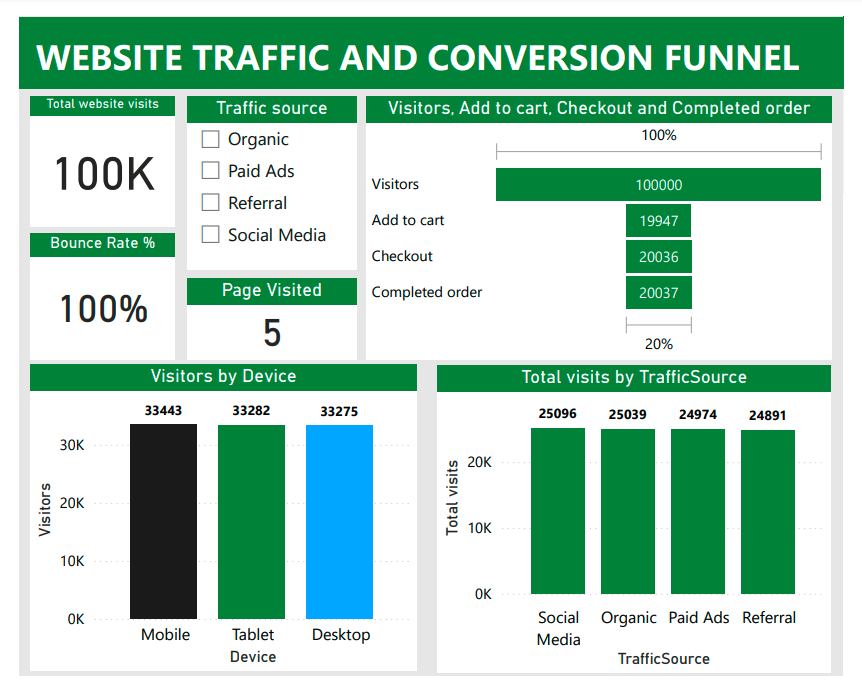 WEBSITE TRAFFIC AND CONVERSION FUNNEL
Total website visits
100K
Bounce Rate %
100%
Traffic source
Organic
Paid Ads
Referral
Social Media
Page Visited
5
Visitors, Add to cart, Checkout and Completed order
100%
Visitors
100000
Add to cart
19947
Checkout
20036
Completed order
20037
20%
Visitors by Device
33443
33282
33275
30K
20K
10K
0K
Visitors
Mobile
Tablet
Desktop
Device
Total visits by TrafficSource
25096
25039
24974
24891
20K
10K
0K
Total visits
Social
Media
Organic
Paid Ads
Referral
TrafficSource